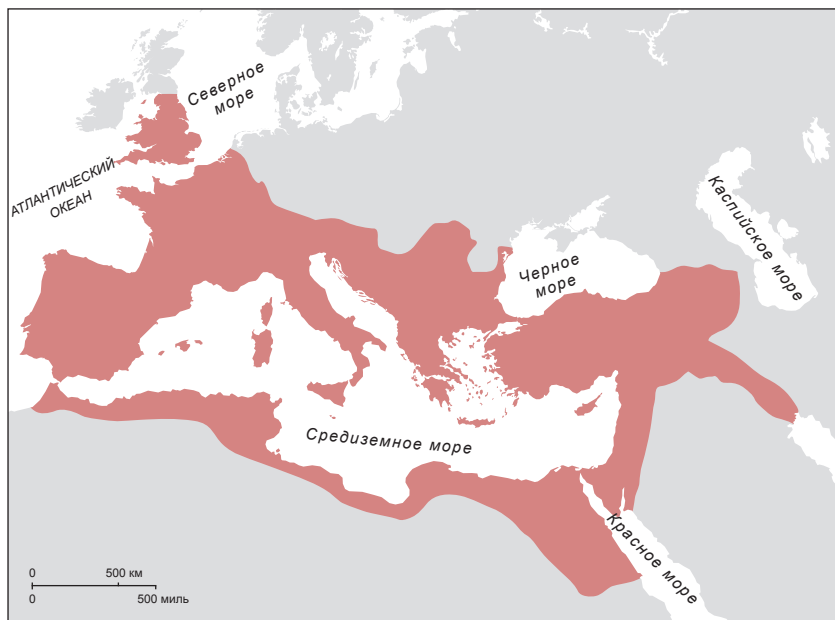 Северное
море
АТЛАНТИЧЕСКИЙ
ОКЕАН
Каспийское море
Черное
море
Средиземное море
Красное море
0 500 км
0 500 миль